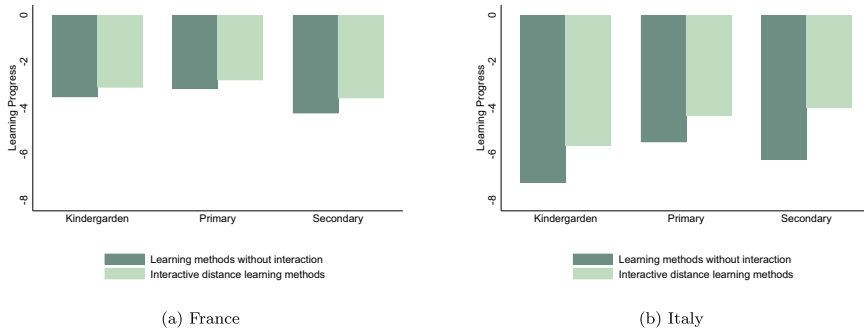 Learning Progress
0
-2
-4
-6
-8
Kindergarden Primary Secondary
Learning methods without interaction
Interactive distance learning methods
(a) France
Learning Progress
0
-2
-4
-6
-8
Kindergarden Primary Secondary
Learning methods without interaction
Interactive distance learning methods
(b) Italy